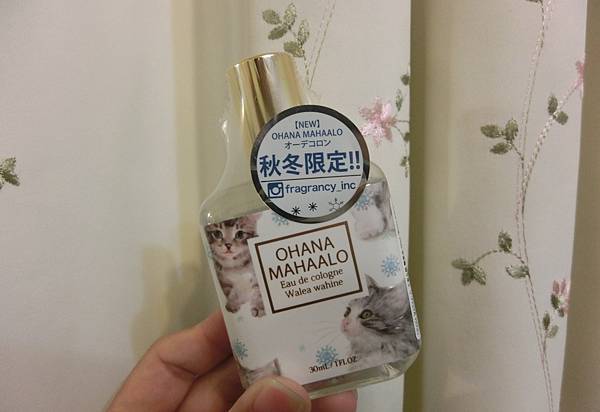 【NEW】
OHANA MAHAALO
オーデコロン
秋冬限定!!
fragrancy_inc
OHANA
MAHAALO
Eau de cologne
Walea wahine
30mL / 1FL.OZ